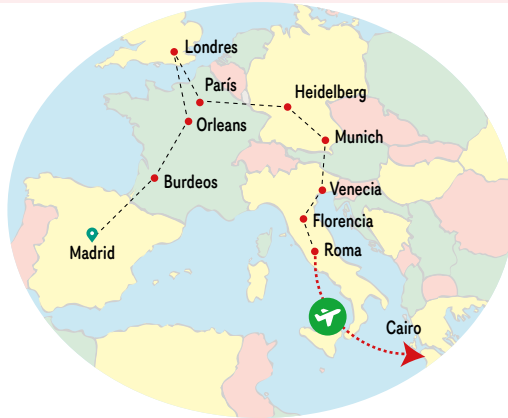 Londres
París
Heidelberg
Orleans
Munich
Burdeos
Venecia
Florencia
Madrid
Roma
Cairo